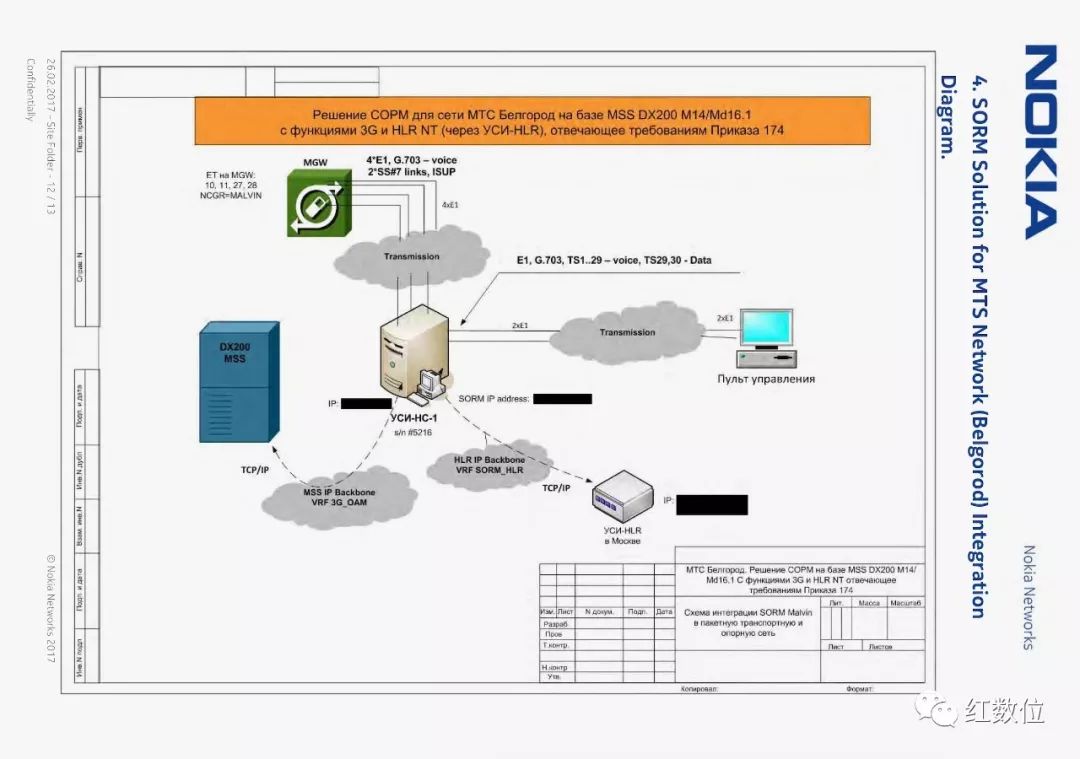 NOKIA
Nokia Networks
4. SORM Solution for MTS Network (Belgorod) Integration
Diagram.
Решение СОРМ для сети МТС Белгород на базе MSS DX200 M14/Md16.1
с функциями 3G и HLR NT (через УСИ-HLR), отвечающее требованиям Приказа 174
MGW
4*E1, G.703 – voice
2*SS#7 links, ISUP
ET на MGW:
10, 11, 27, 28
NCGR=MALVIN
4xE1
Transmission
E1, G.703, TS1..29 – voice, TS29,30 - Data
2xE1
Transmission
2xE1
Пульт управления
DX200
MSS
IP:
SORM IP address:
УСИ-НС-1
s/n #5216
HLR IP Backbone
VRF SORM_HLR
TCP/IP
TCP/IP
MSS IP Backbone
VRF 3G_OAM
IP:
УСИ-HLR
в Москве
МТС Белгород. Решение СОРМ на базе MSS DX200 M14/
Md16.1 С функциями 3G и HLR NT отвечающее
требованиям Приказа 174
Изм. Лист N докум. Подп. Дата
Разраб
Пров
Т.контр.
Н.контр
Утв.
Схема интеграции SORM Malvin
в пакетную транспортную и
опорную сеть
Лит. Масса Масштаб
Лист Листов
Копировал: Формат:
Перв. примен
Справ. N
Подп. и дата
Инв.N дубл
Взам. инв.N
Подп. и дата
Инв.N подл
26.02.2017 - Site Folder - 12 / 13
Confidentially
© Nokia Networks 2017
红数位